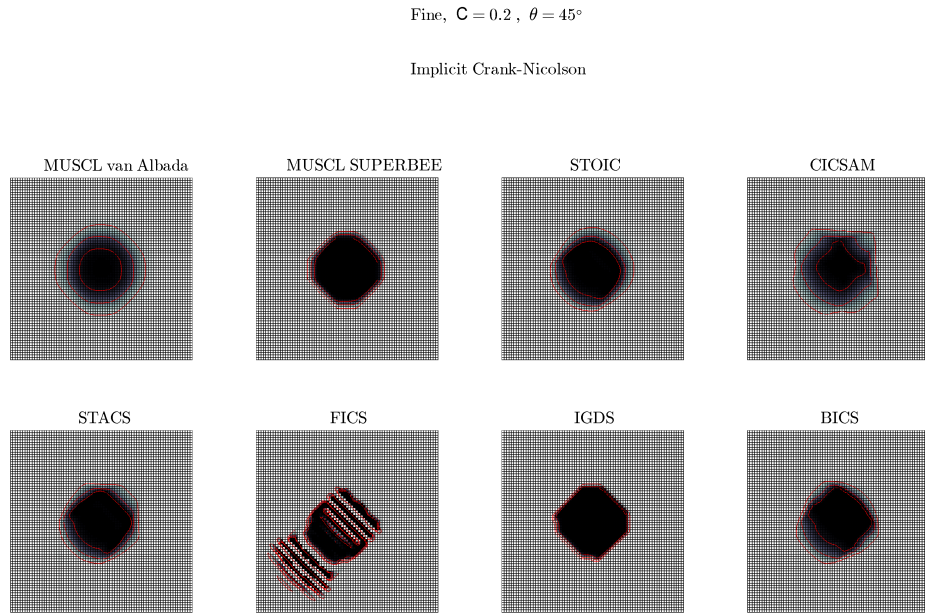 Fine, C = 0.2 , θ = 45°
Implicit Crank-Nicolson
MUSCL van Albada
MUSCL SUPERBEE
STOIC
CICSAM
STACS
FICS
IGDS
BICS